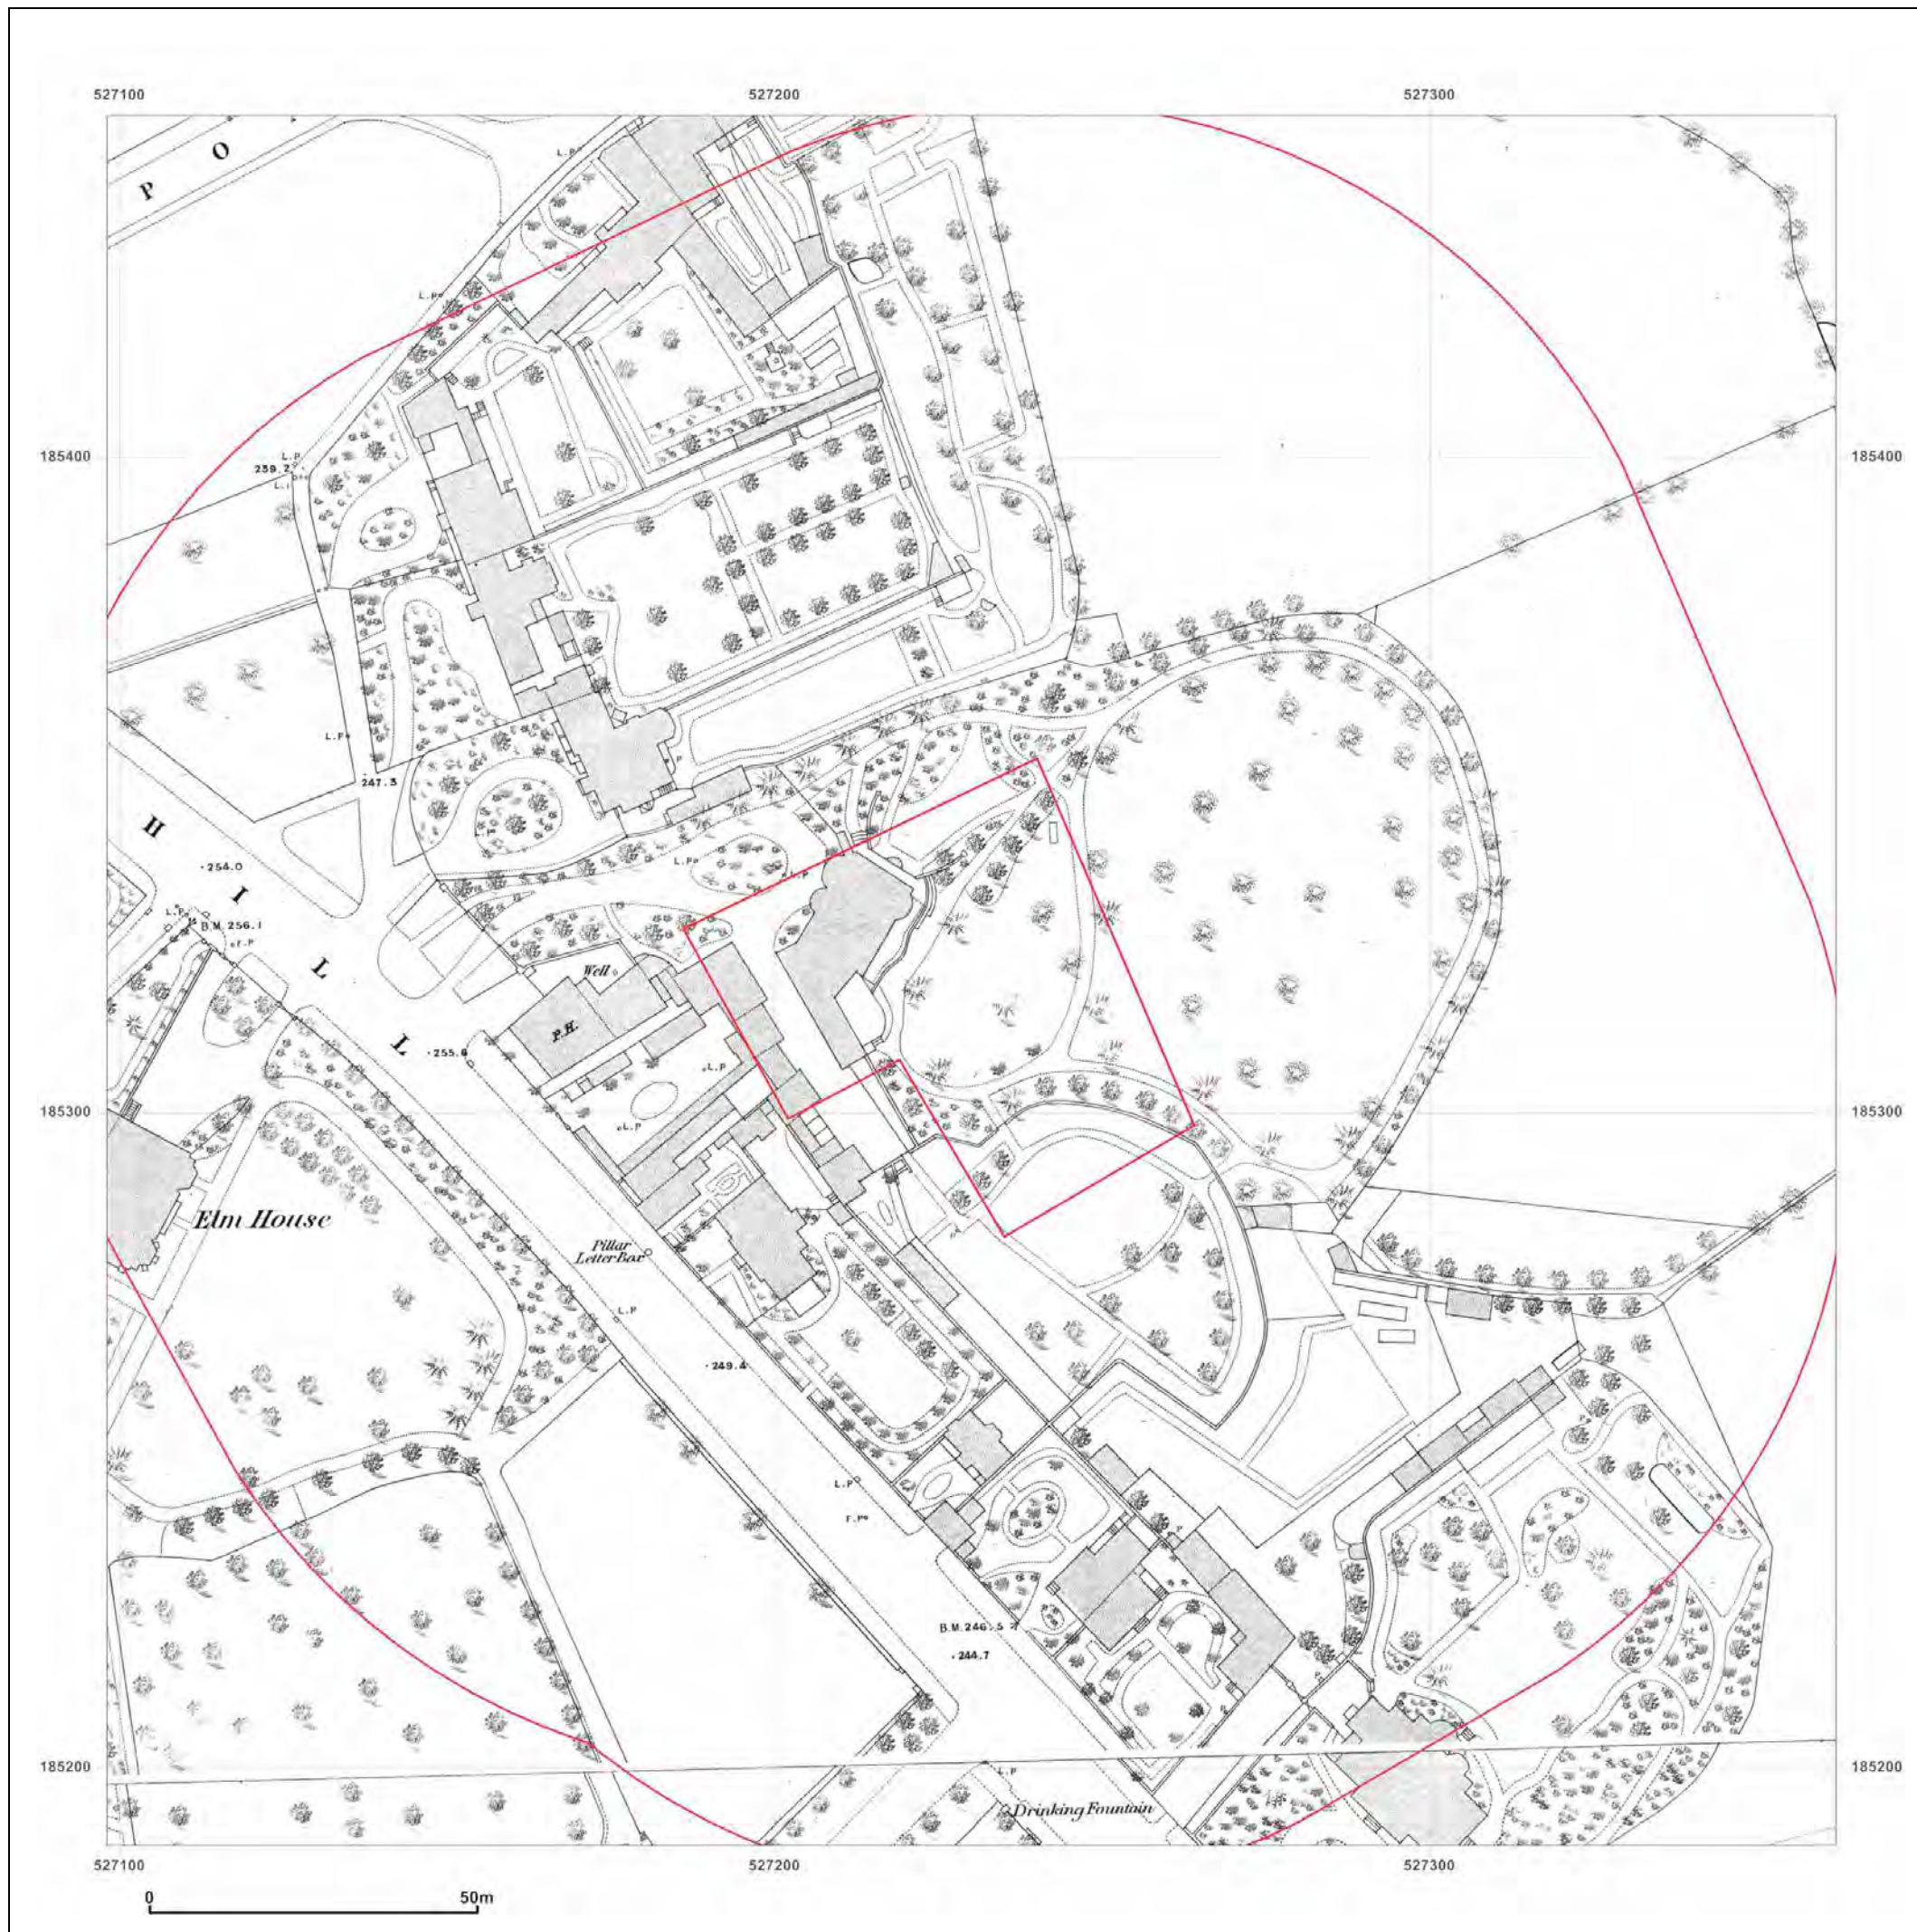 527100 527200 527300
P O
L.P
L.P
185400 185400
L.P
239.2
L.P
247.3
H I L L
254.0
L.P
L.P
L.P
B.M. 256.1
F.P
Well
P.H.
255.6
L.P
L.P
185300 185300
Elm House
Pillar
Letter Box
L.P
249.4
L.P
F.P
P
B.M. 246.5
244.7
185200 185200
L.P
Drinking Fountain
527100 527200 527300
0 50m